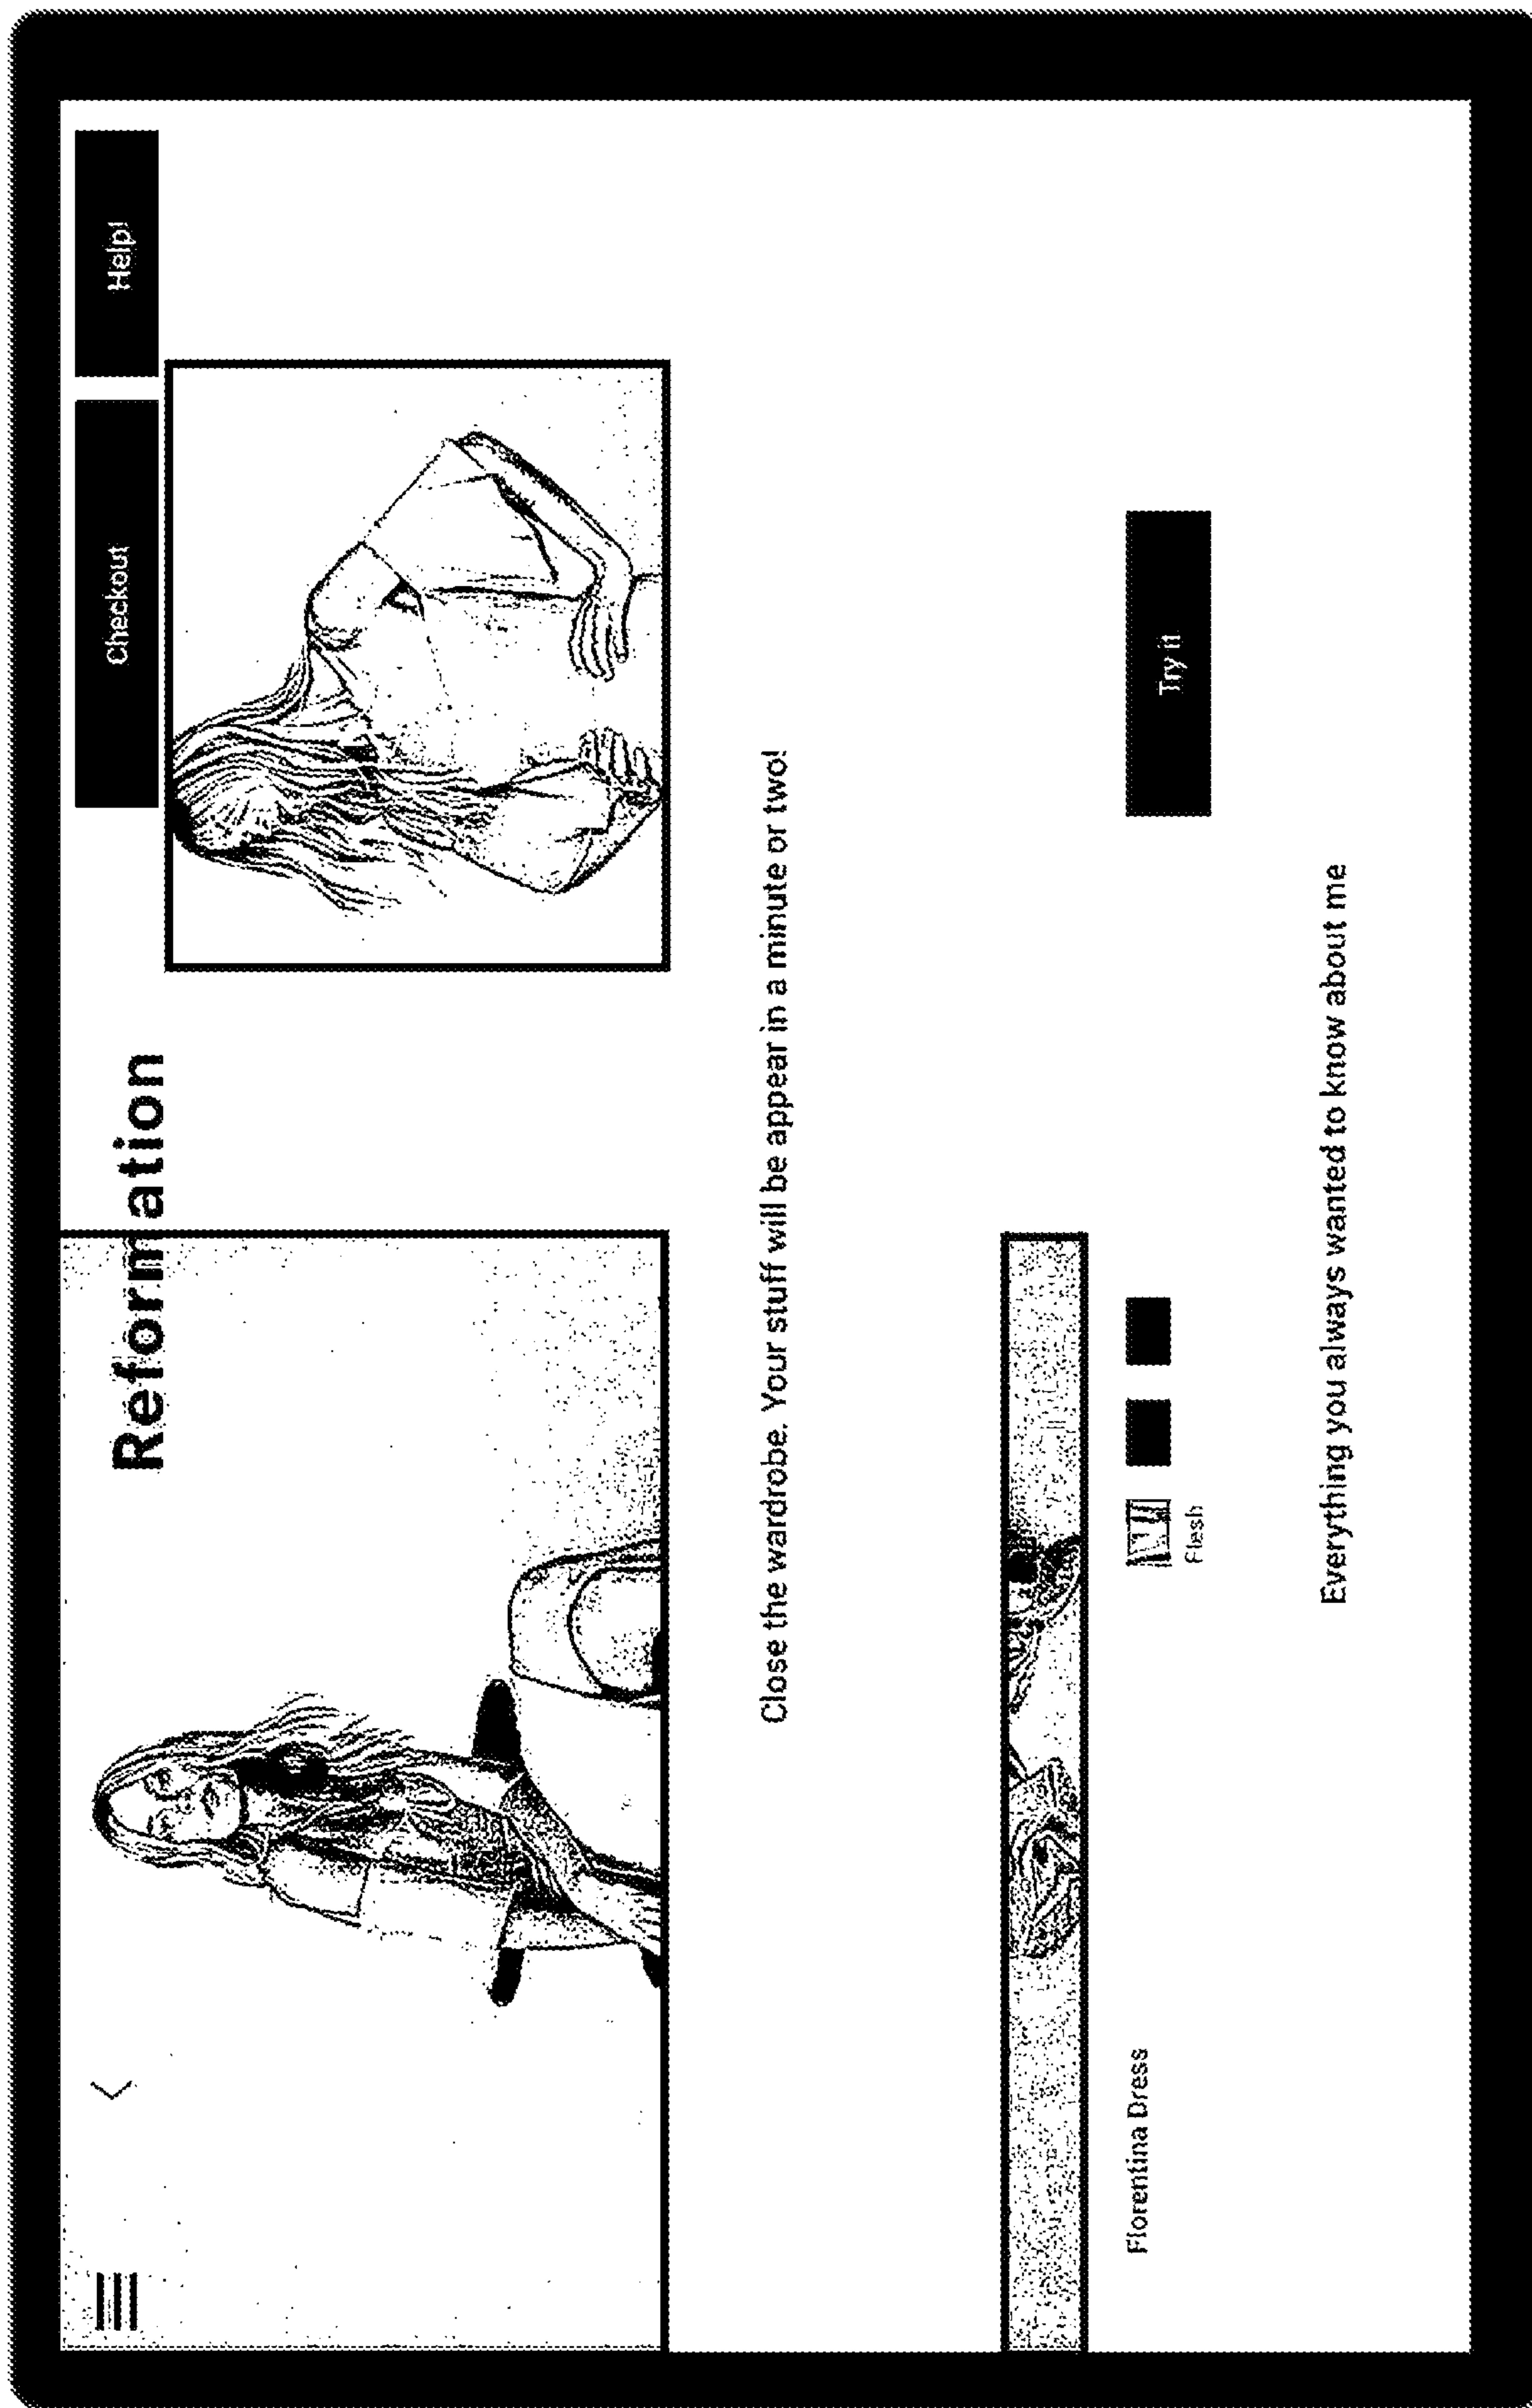 Reformation
Checkout
Help!
Close the wardrobe. Your stuff will be appear in a minute or two!
Florentina Dress
Flesh
Try it
Everything you always wanted to know about me